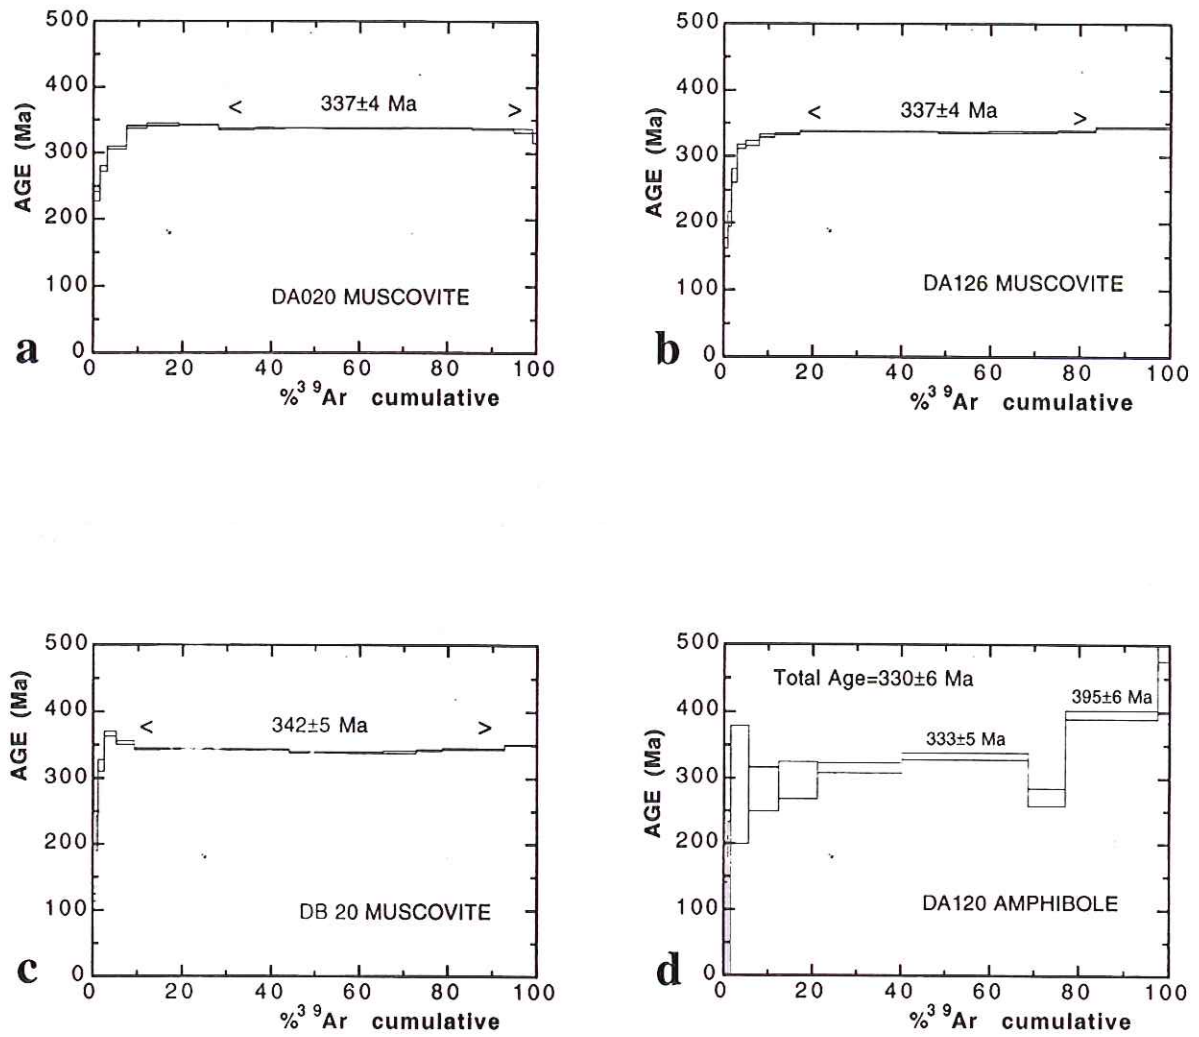 500
400
300
200
100
0
AGE (Ma)
< 337±4 Ma >
DA020 MUSCOVITE
a
0 20 40 60 80 100
%³⁹Ar cumulative
500
400
300
200
100
0
AGE (Ma)
< 337±4 Ma >
DA126 MUSCOVITE
b
0 20 40 60 80 100
%³⁹Ar cumulative
500
400
300
200
100
0
AGE (Ma)
< 342±5 Ma >
DB 20 MUSCOVITE
c
0 20 40 60 80 100
%³⁹Ar cumulative
500
400
300
200
100
0
AGE (Ma)
Total Age=330±6 Ma
395±6 Ma
333±5 Ma
DA120 AMPHIBOLE
d
0 20 40 60 80 100
%³⁹Ar cumulative